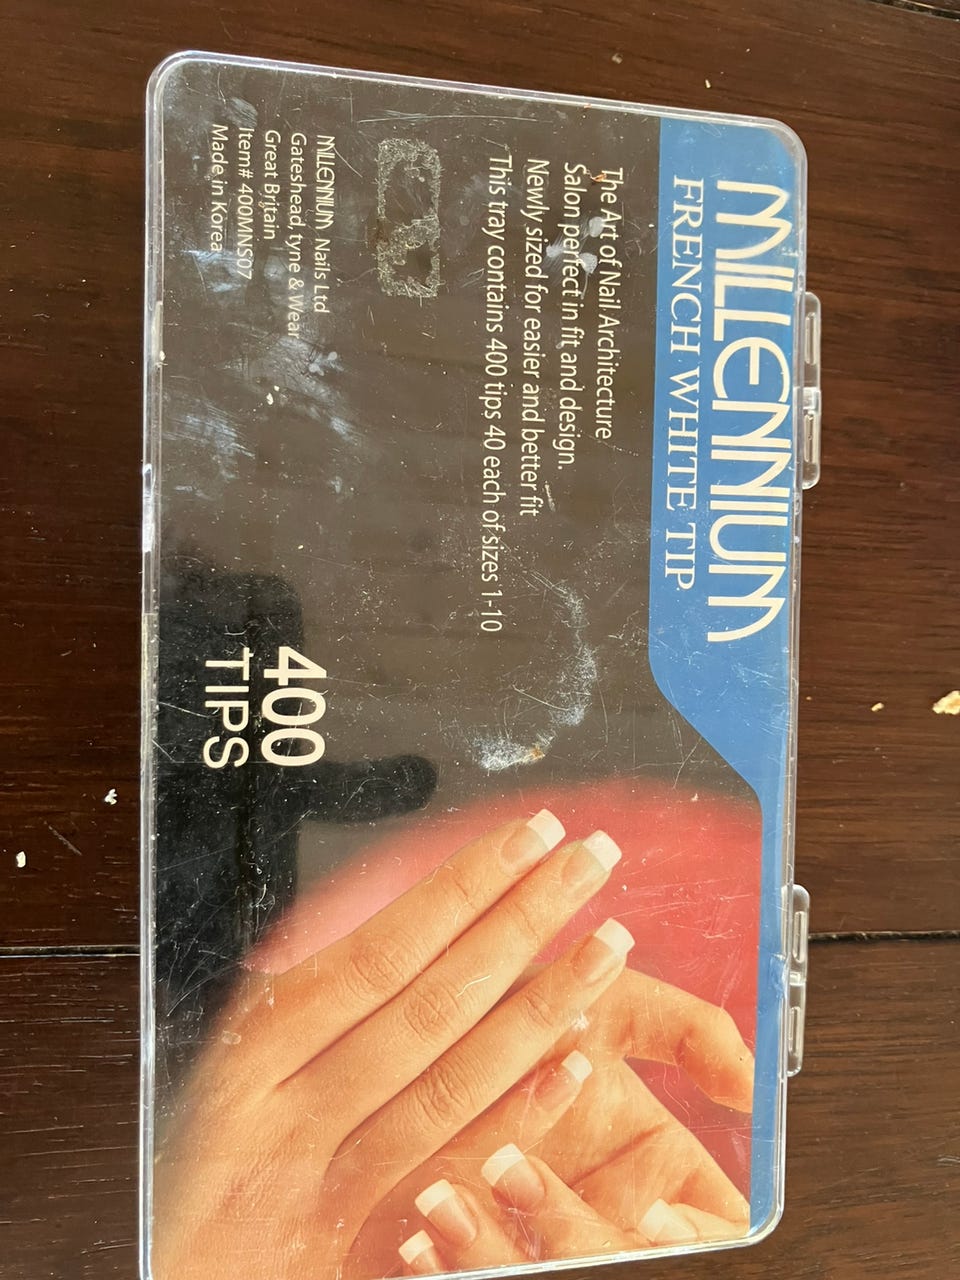 MILLENNIUM
FRENCH WHITE TIP
The Art of Nail Architecture
Salon perfect in fit and design.
Newly sized for easier and better fit
This tray contains 400 tips 40 each of sizes 1-10
MILLENNIUM Nails Ltd
Gateshead, tyne & Wear
Great Britain
Item# 400MNS07
Made in Korea
400
TIPS